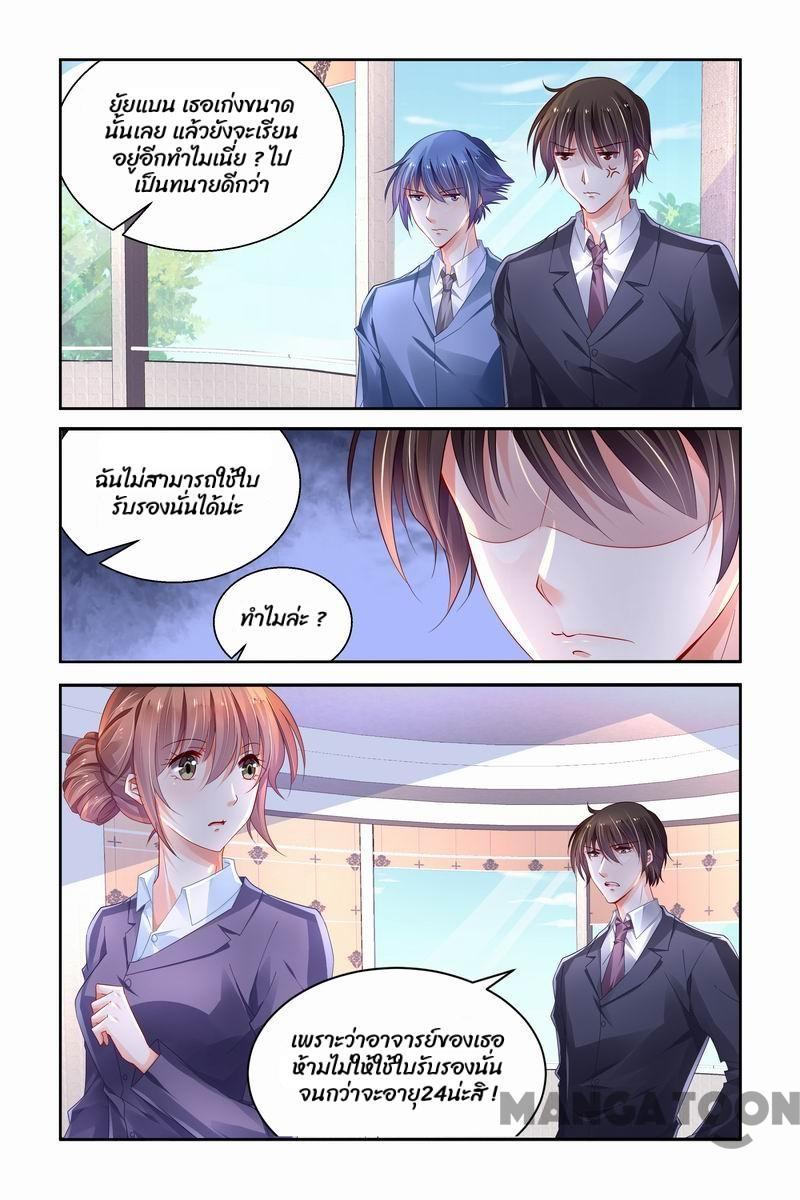 ยัยแบน เธอเก่งขนาด
นั้นเลย แล้วยังจะเรียน
อยู่อีกทำไมเนี่ย ? ไป
เป็นทนายดีกว่า
ฉันไม่สามารถใช้ใบ
รับรองนั่นได้น่ะ
ทำไมล่ะ ?
เพราะว่าอาจารย์ของเธอ
ห้ามไม่ให้ใช้ใบรับรองนั่น
จนกว่าจะอายุ24น่ะสิ !
MANGATOON